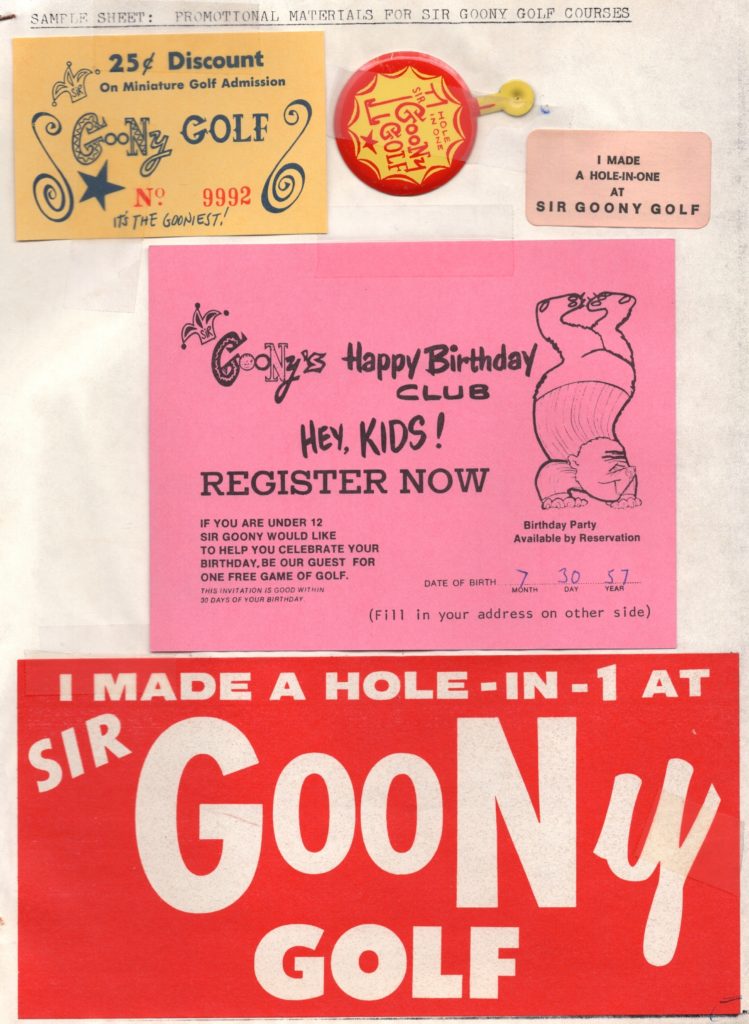 SAMPLE SHEET: PROMOTIONAL MATERIALS FOR SIR GOONY GOLF COURSES
25¢ Discount
On Miniature Golf Admission
SIR
GOONy GOLF
Nº 9992
IT'S THE GOONIEST!
HOLE
IN ONE
SIR
GOONy
GOLF
I MADE
A HOLE-IN-ONE
AT
SIR GOONY GOLF
SIR
GOONy's Happy Birthday
CLUB
HEY, KIDS!
REGISTER NOW
IF YOU ARE UNDER 12
SIR GOONY WOULD LIKE
TO HELP YOU CELEBRATE YOUR
BIRTHDAY, BE OUR GUEST FOR
ONE FREE GAME OF GOLF.
THIS INVITATION IS GOOD WITHIN
30 DAYS OF YOUR BIRTHDAY.
Birthday Party
Available by Reservation
DATE OF BIRTH 7 30 57
MONTH DAY YEAR
(Fill in your address on other side)
I MADE A HOLE-IN-1 AT
SIR
GOONy
GOLF